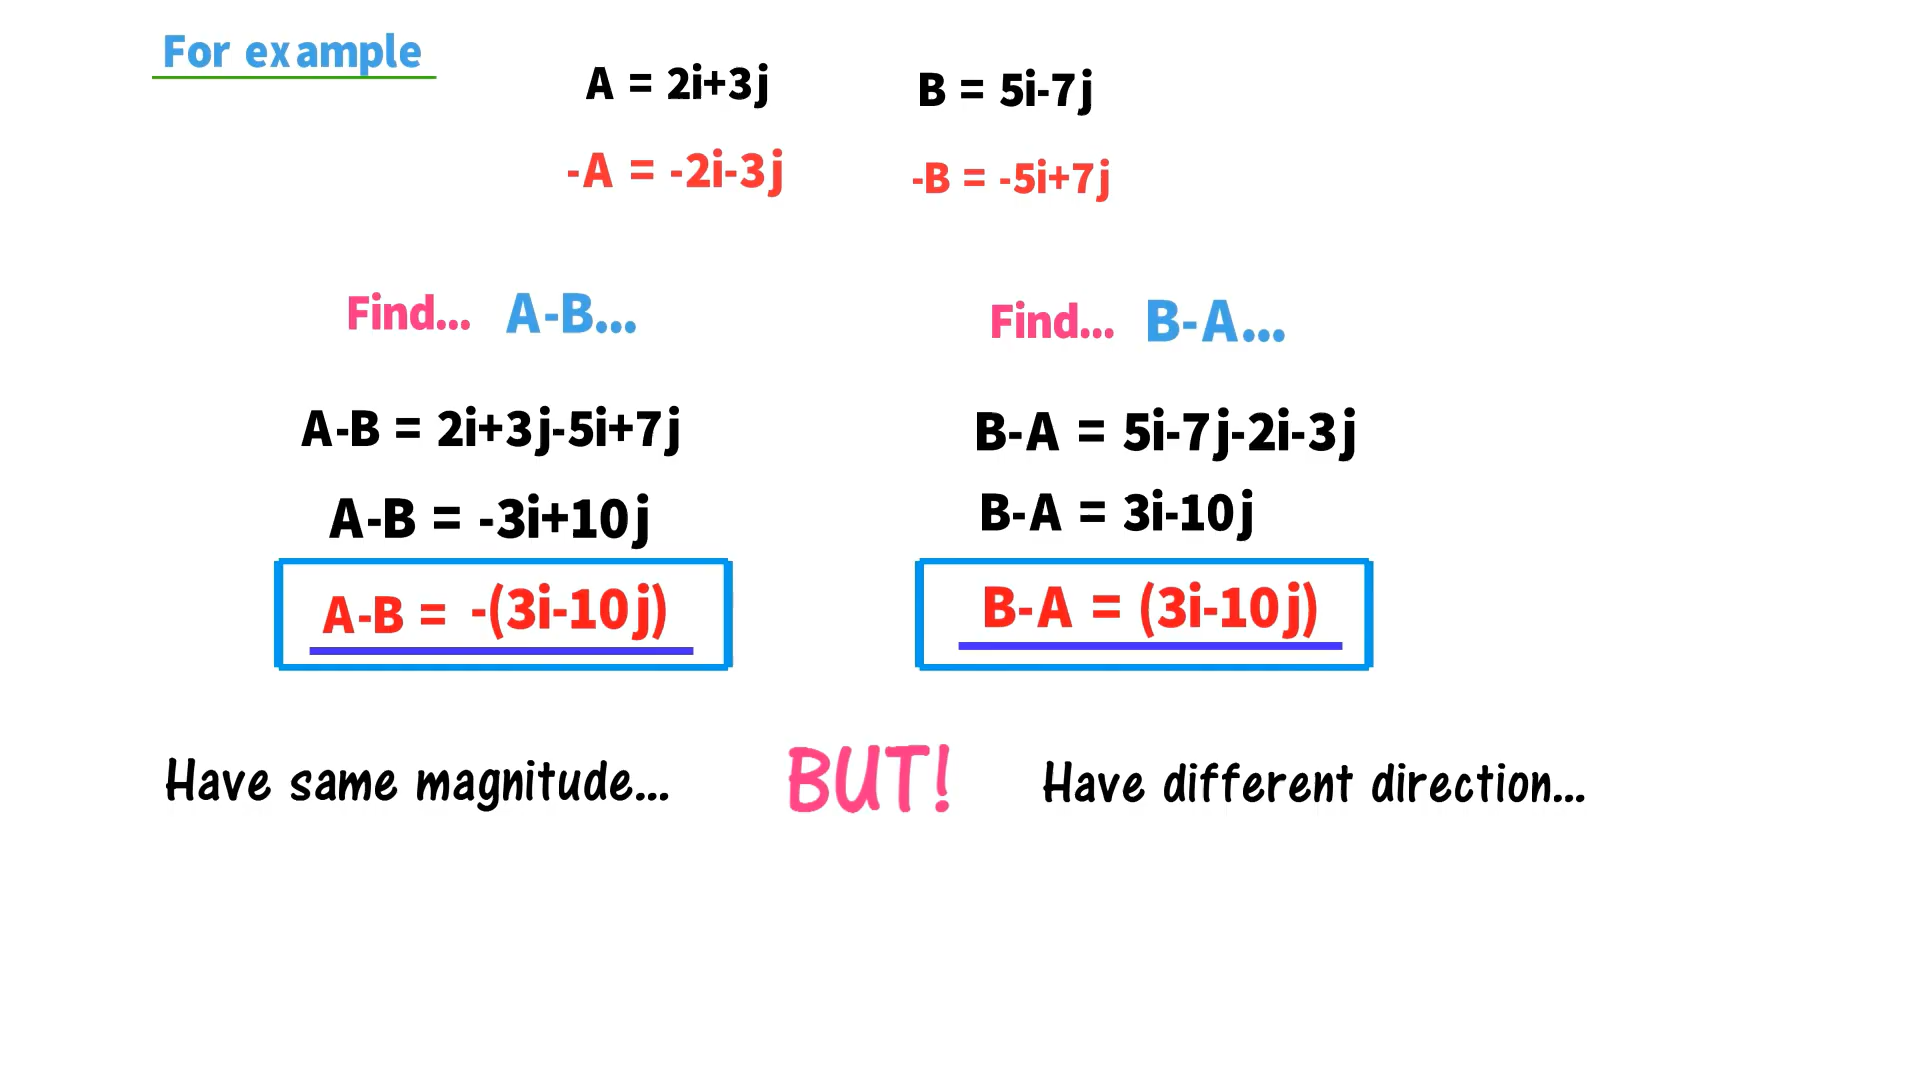 For example
A = 2i+3j
B = 5i-7j
-A = -2i-3j
-B = -5i+7j
Find... A-B...
Find... B-A...
A-B = 2i+3j-5i+7j
B-A = 5i-7j-2i-3j
A-B = -3i+10j
B-A = 3i-10j
A-B = -(3i-10j)
B-A = (3i-10j)
Have same magnitude...
BUT!
Have different direction...